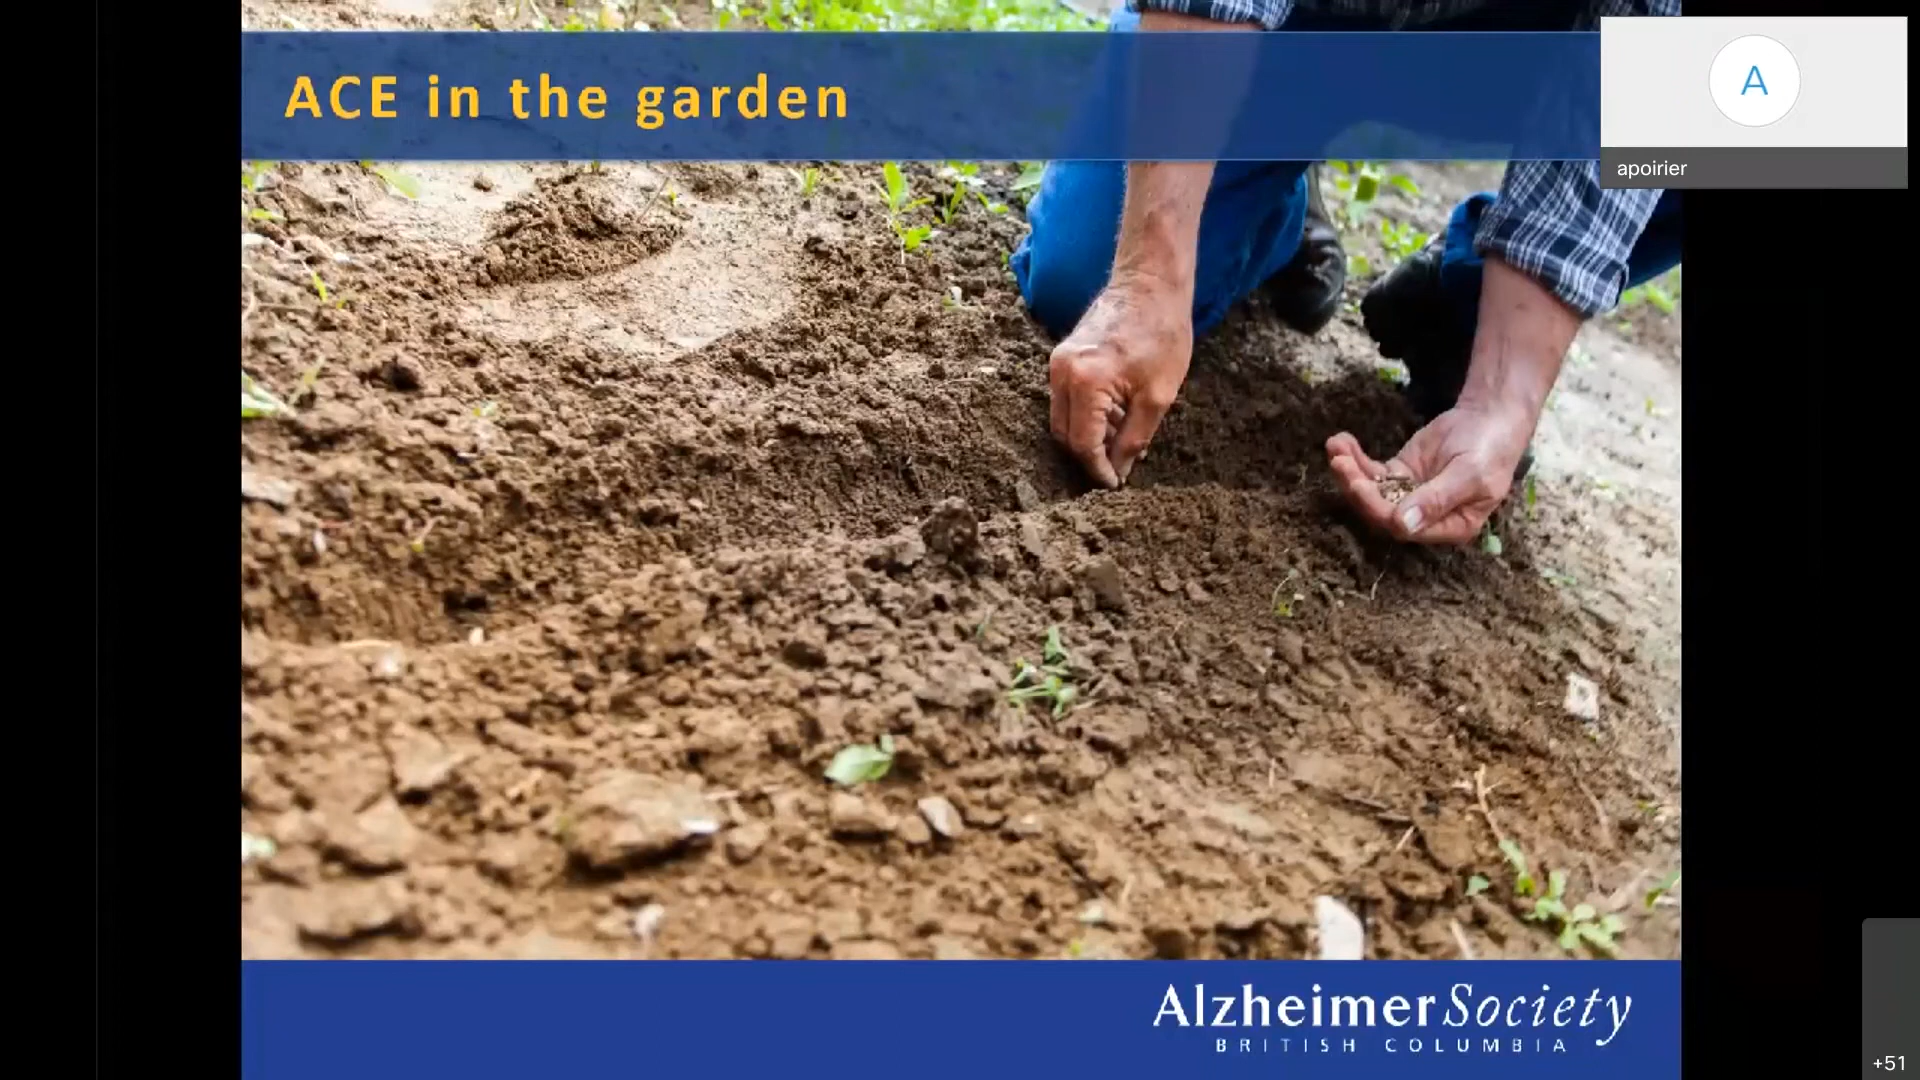 ACE in the garden
A
apoirier
Alzheimer Society
BRITISH COLUMBIA
+51